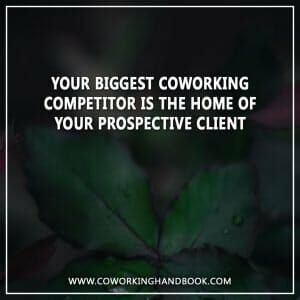 YOUR BIGGEST COWORKING
COMPETITOR IS THE HOME OF
YOUR PROSPECTIVE CLIENT
WWW.COWORKINGHANDBOOK.COM